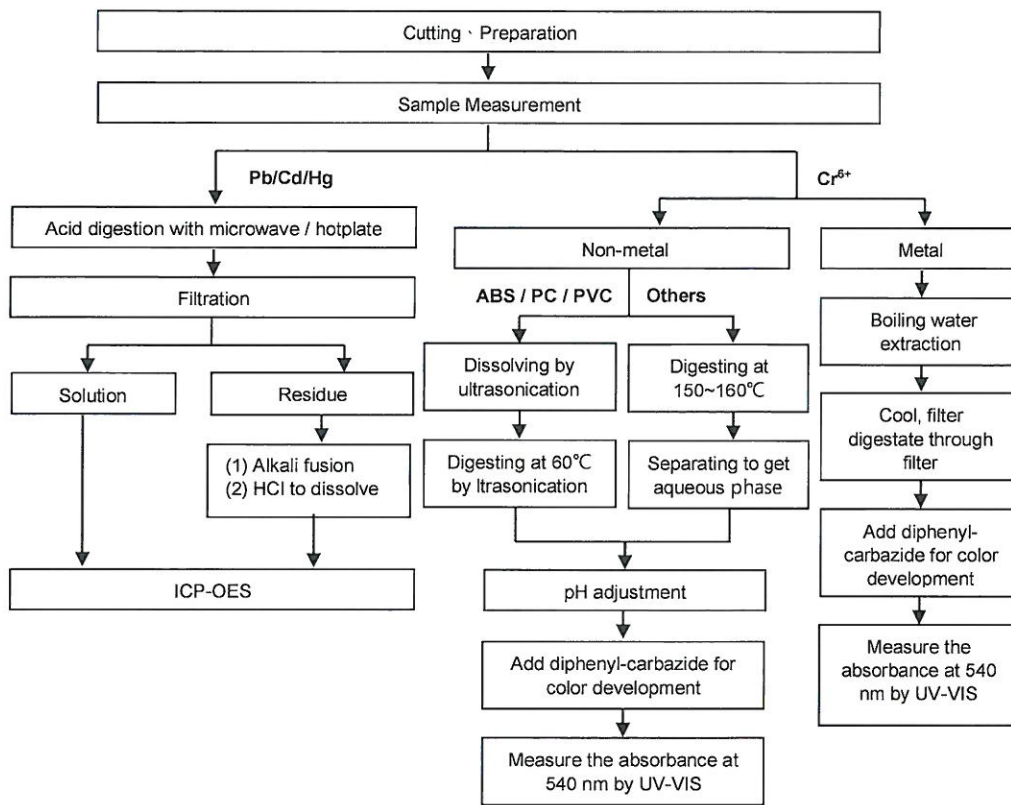 Cutting、Preparation
Sample Measurement
Pb/Cd/Hg
Cr⁶⁺
Acid digestion with microwave / hotplate
Filtration
Solution
Residue
(1) Alkali fusion
(2) HCl to dissolve
ICP-OES
Non-metal
ABS / PC / PVC
Others
Dissolving by
ultrasonication
Digesting at
150~160℃
Digesting at 60℃
by ltrasonication
Separating to get
aqueous phase
pH adjustment
Add diphenyl-carbazide for
color development
Measure the absorbance at
540 nm by UV-VIS
Metal
Boiling water
extraction
Cool, filter
digestate through
filter
Add diphenyl-
carbazide for color
development
Measure the
absorbance at 540
nm by UV-VIS